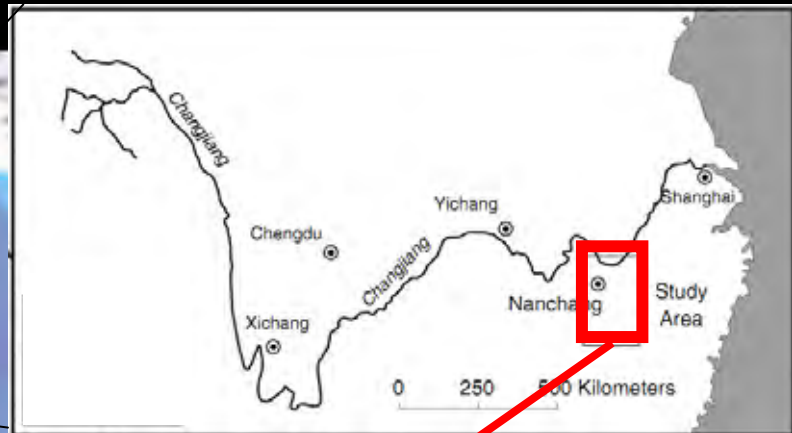 Changjiang
Shanghai
Yichang
Chengdu
Changjiang
Nanchang
Study
Area
Xichang
0 250 500 Kilometers